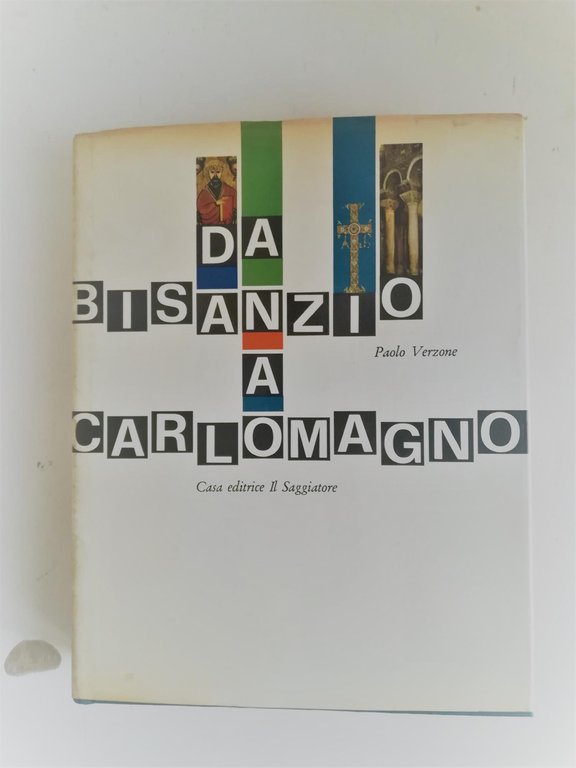 DA
BISANZIO
Paolo Verzone
A
CARLOMAGNO
Casa editrice Il Saggiatore